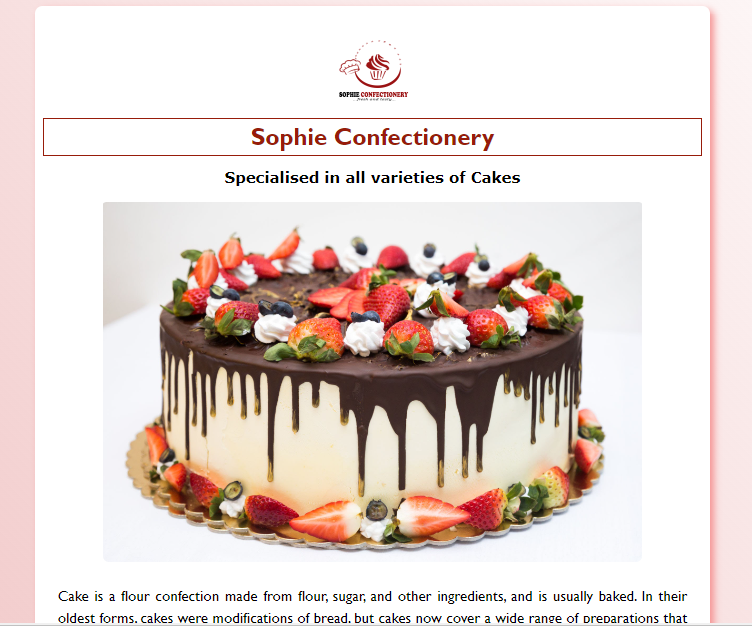 SOPHIE CONFECTIONERY
...fresh and tasty...
Sophie Confectionery
Specialised in all varieties of Cakes
Cake is a flour confection made from flour, sugar, and other ingredients, and is usually baked. In their
oldest forms, cakes were modifications of bread, but cakes now cover a wide range of preparations that